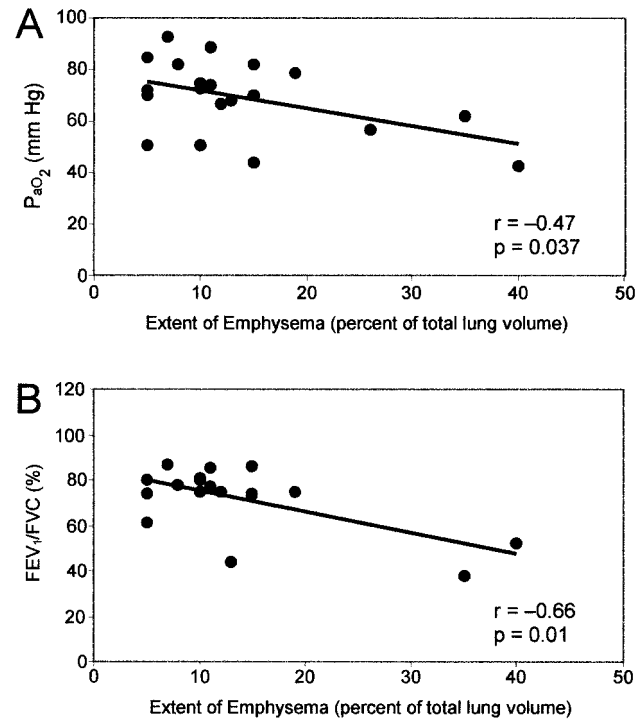 A
100
80
60
40
20
0
PaO2 (mm Hg)
r = –0.47
p = 0.037
0 10 20 30 40 50
Extent of Emphysema (percent of total lung volume)
B
120
100
80
60
40
20
0
FEV1/FVC (%)
r = –0.66
p = 0.01
0 10 20 30 40 50
Extent of Emphysema (percent of total lung volume)